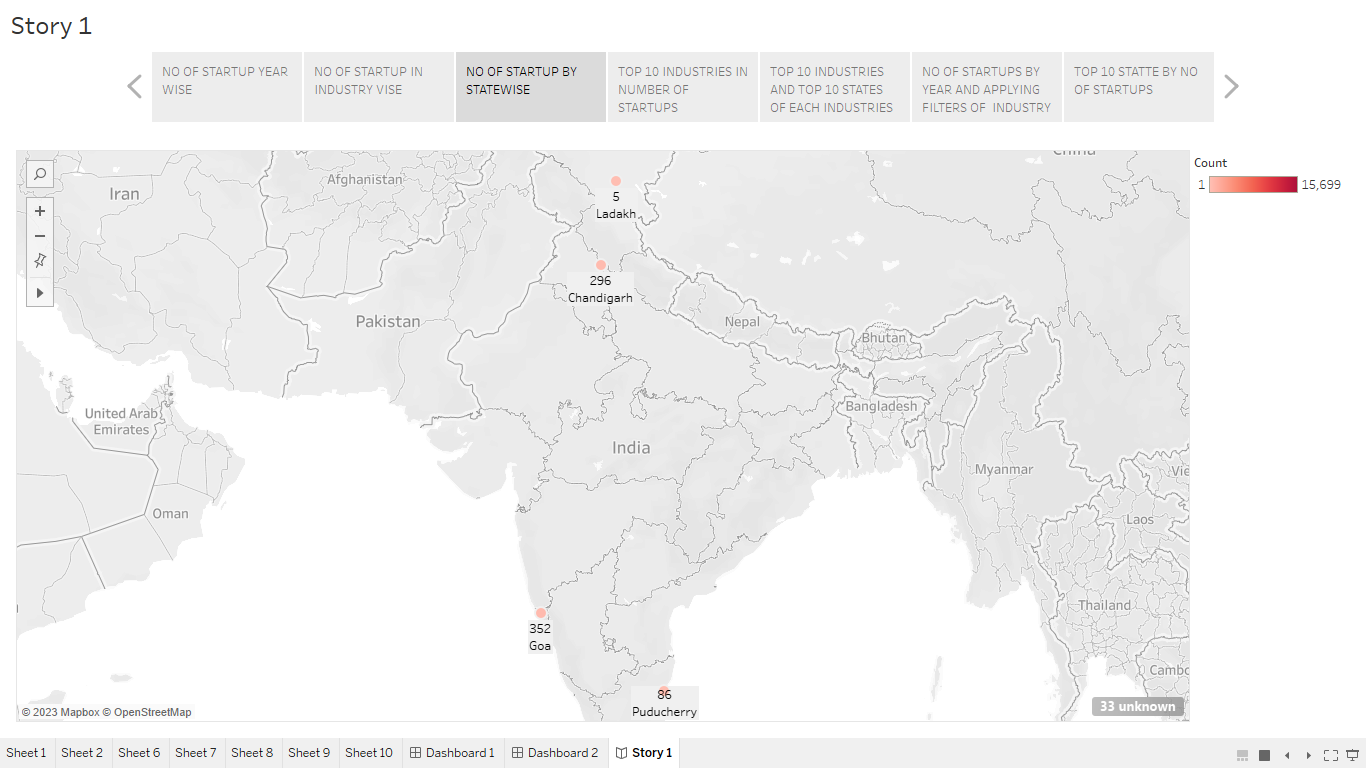 Story 1
NO OF STARTUP YEAR
WISE
NO OF STARTUP IN
INDUSTRY VISE
NO OF STARTUP BY
STATEWISE
TOP 10 INDUSTRIES IN
NUMBER OF
STARTUPS
TOP 10 INDUSTRIES
AND TOP 10 STATES
OF EACH INDUSTRIES
NO OF STARTUPS BY
YEAR AND APPLYING
FILTERS OF  INDUSTRY
TOP 10 STATTE BY NO
OF STARTUPS
Count
1 15,699
China
Afghanistan
Iran
5
Ladakh
296
Chandigarh
Pakistan
Nepal
Bhutan
United Arab
Emirates
Bangladesh
India
Myanmar
Vie
Oman
Laos
Thailand
352
Goa
Cambo
86
Puducherry
33 unknown
© 2023 Mapbox © OpenStreetMap
Sheet 1 Sheet 2 Sheet 6 Sheet 7 Sheet 8 Sheet 9 Sheet 10 Dashboard 1 Dashboard 2 Story 1